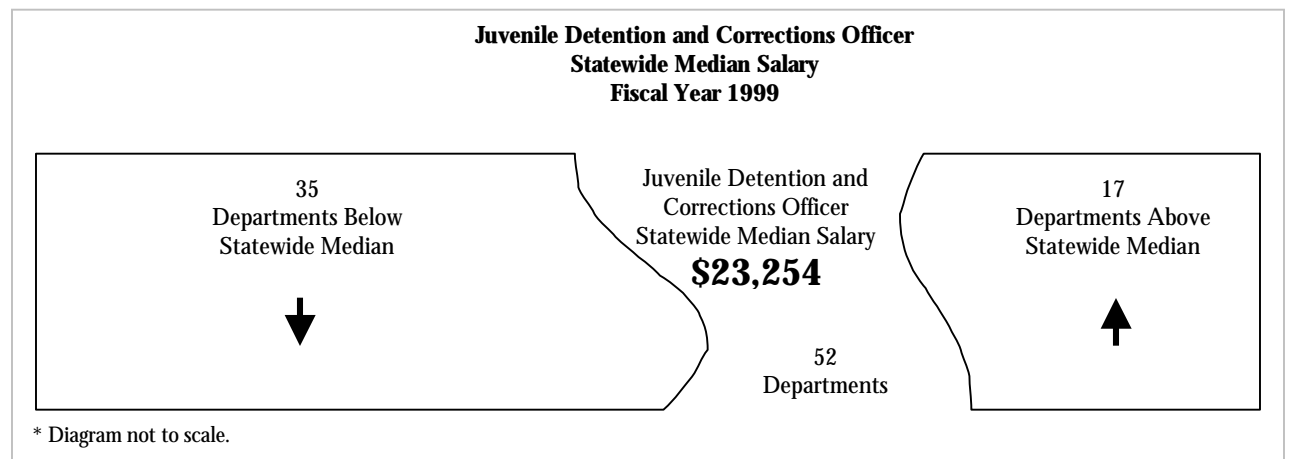 Juvenile Detention and Corrections Officer
Statewide Median Salary
Fiscal Year 1999
35
Departments Below
Statewide Median
Juvenile Detention and
Corrections Officer
Statewide Median Salary
$23,254
52
Departments
17
Departments Above
Statewide Median
* Diagram not to scale.